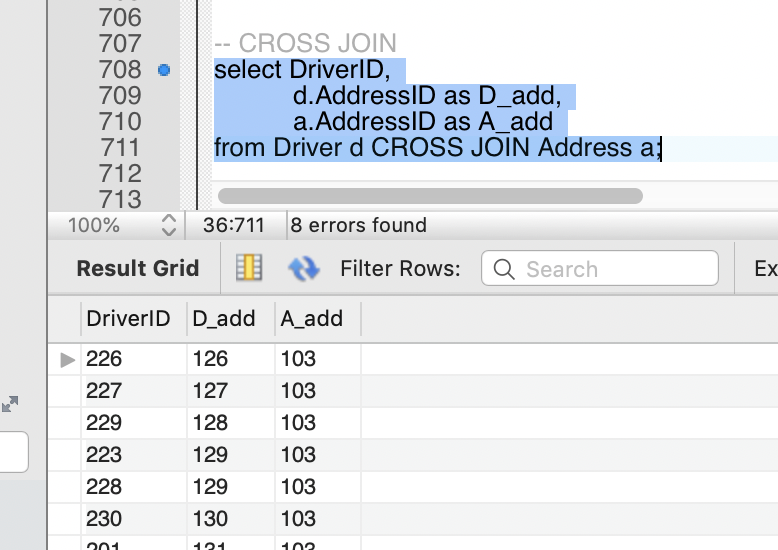 706
707 -- CROSS JOIN
708 select DriverID,
709 d.AddressID as D_add,
710 a.AddressID as A_add
711 from Driver d CROSS JOIN Address a;
712
713
100% 36:711 8 errors found
Result Grid Filter Rows: Search Ex
DriverID D_add A_add
226 126 103
227 127 103
229 128 103
223 129 103
228 129 103
230 130 103
201 131 103